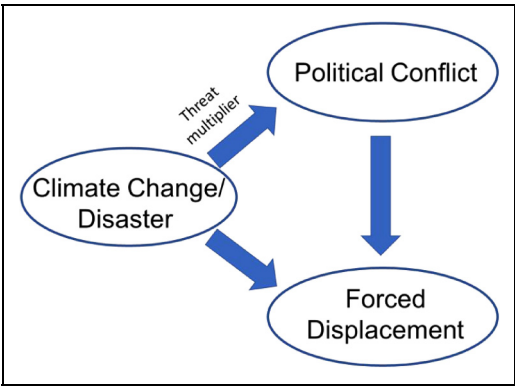 Political Conflict
Threat
multiplier
Climate Change/
Disaster
Forced
Displacement